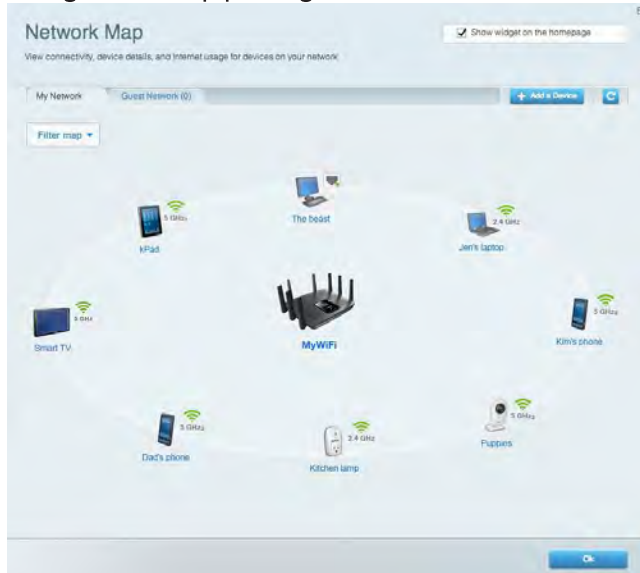 Network Map
Show widget on the homepage
View connectivity, device details, and Internet usage for devices on your network
My Network
Guest Network (0)
+ Add a Device
Filter map
5 GHz
The beast
2.4 GHz
kPad
Jen's laptop
5 GHz
5 GHz
Smart TV
MyWiFi
Kim's phone
5 GHz
2.4 GHz
5 GHz
Dad's phone
Kitchen lamp
Puppies
Ok